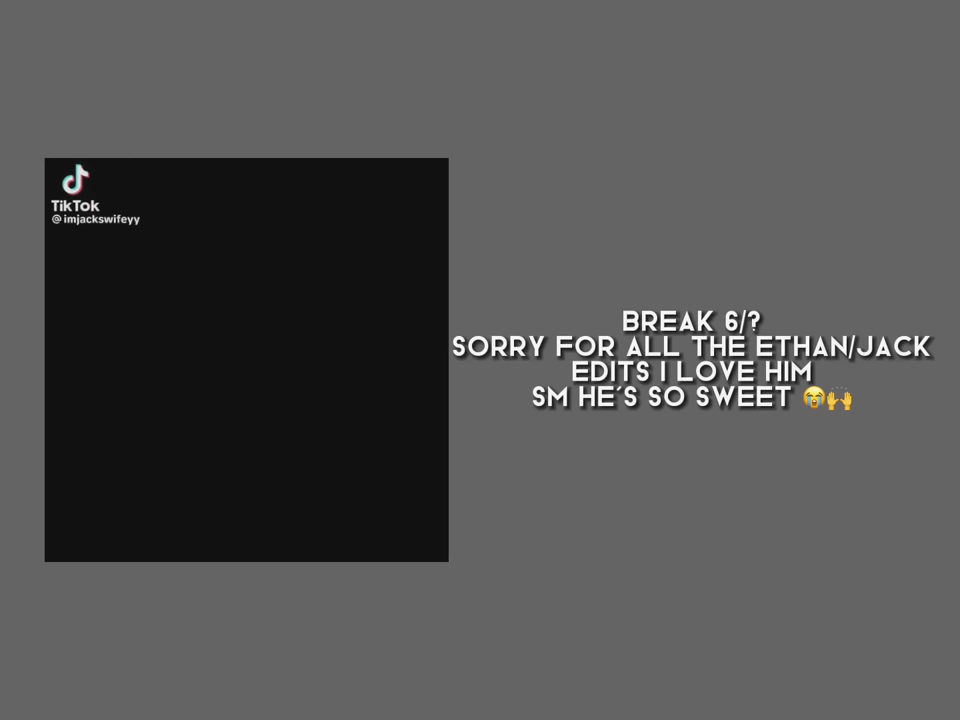 TikTok
@imjackswifeyy
BREAK 6/?
SORRY FOR ALL THE ETHAN/JACK
EDITS I LOVE HIM
SM HE´S SO SWEET 😭🙌